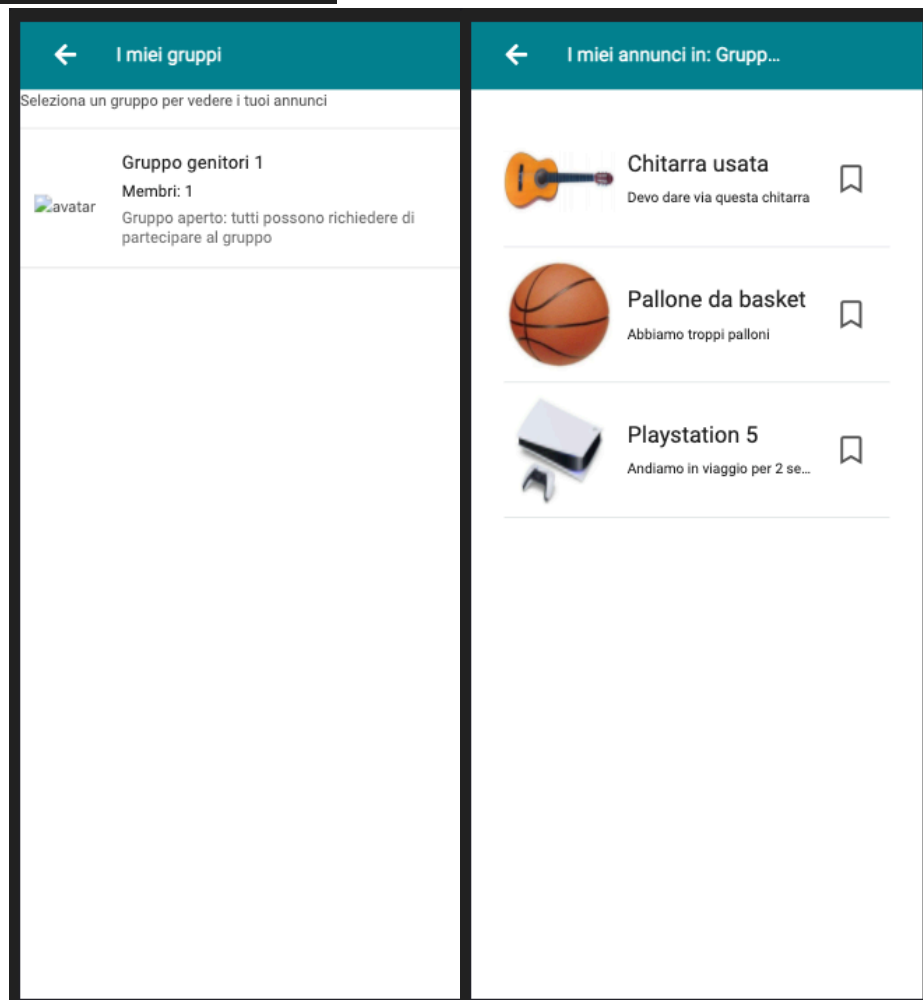 I miei gruppi
Seleziona un gruppo per vedere i tuoi annunci
avatar
Gruppo genitori 1
Membri: 1
Gruppo aperto: tutti possono richiedere di
partecipare al gruppo
I miei annunci in: Grupp...
Chitarra usata
Devo dare via questa chitarra
Pallone da basket
Abbiamo troppi palloni
Playstation 5
Andiamo in viaggio per 2 se...